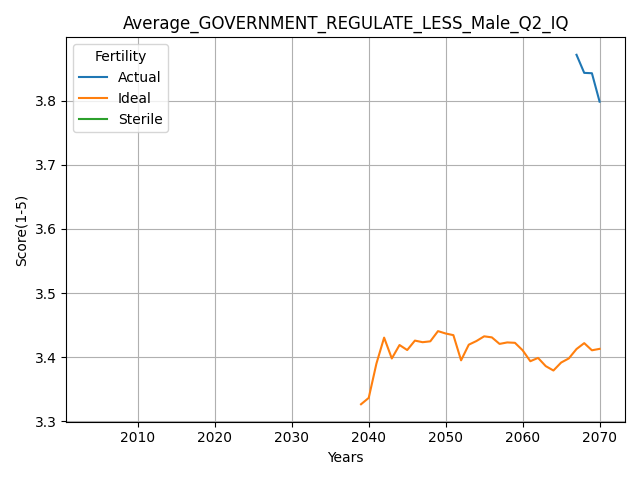 Average_GOVERNMENT_REGULATE_LESS_Male_Q2_IQ
Fertility
Actual
Ideal
Sterile
Score(1-5)
3.8
3.7
3.6
3.5
3.4
3.3
2010 2020 2030 2040 2050 2060 2070
Years